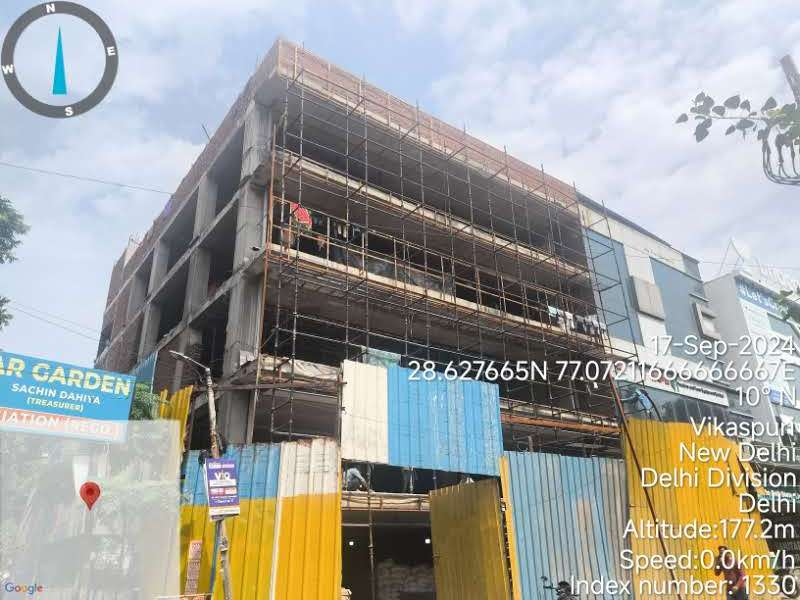 N
E
W
S
AR GARDEN
SACHIN DAHIYA
(TREASURER)
IATION (REGD.)
VIO
17-Sep-2024
28.627665N 77.07211666666667E
10° N
Vikaspuri
New Delhi
Delhi Division
Delhi
Altitude:177.2m
Speed:0.0km/h
Index number: 1330
Google